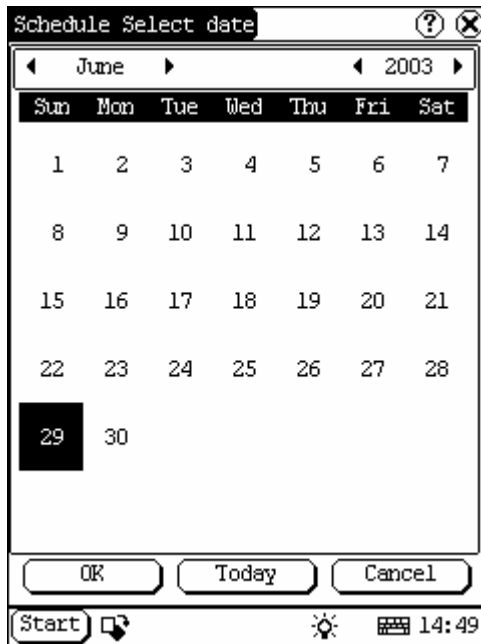 Schedule Select date ?
June 2003
Sun Mon Tue Wed Thu Fri Sat
1 2 3 4 5 6 7
8 9 10 11 12 13 14
15 16 17 18 19 20 21
22 23 24 25 26 27 28
29 30
OK Today Cancel
Start 14:49